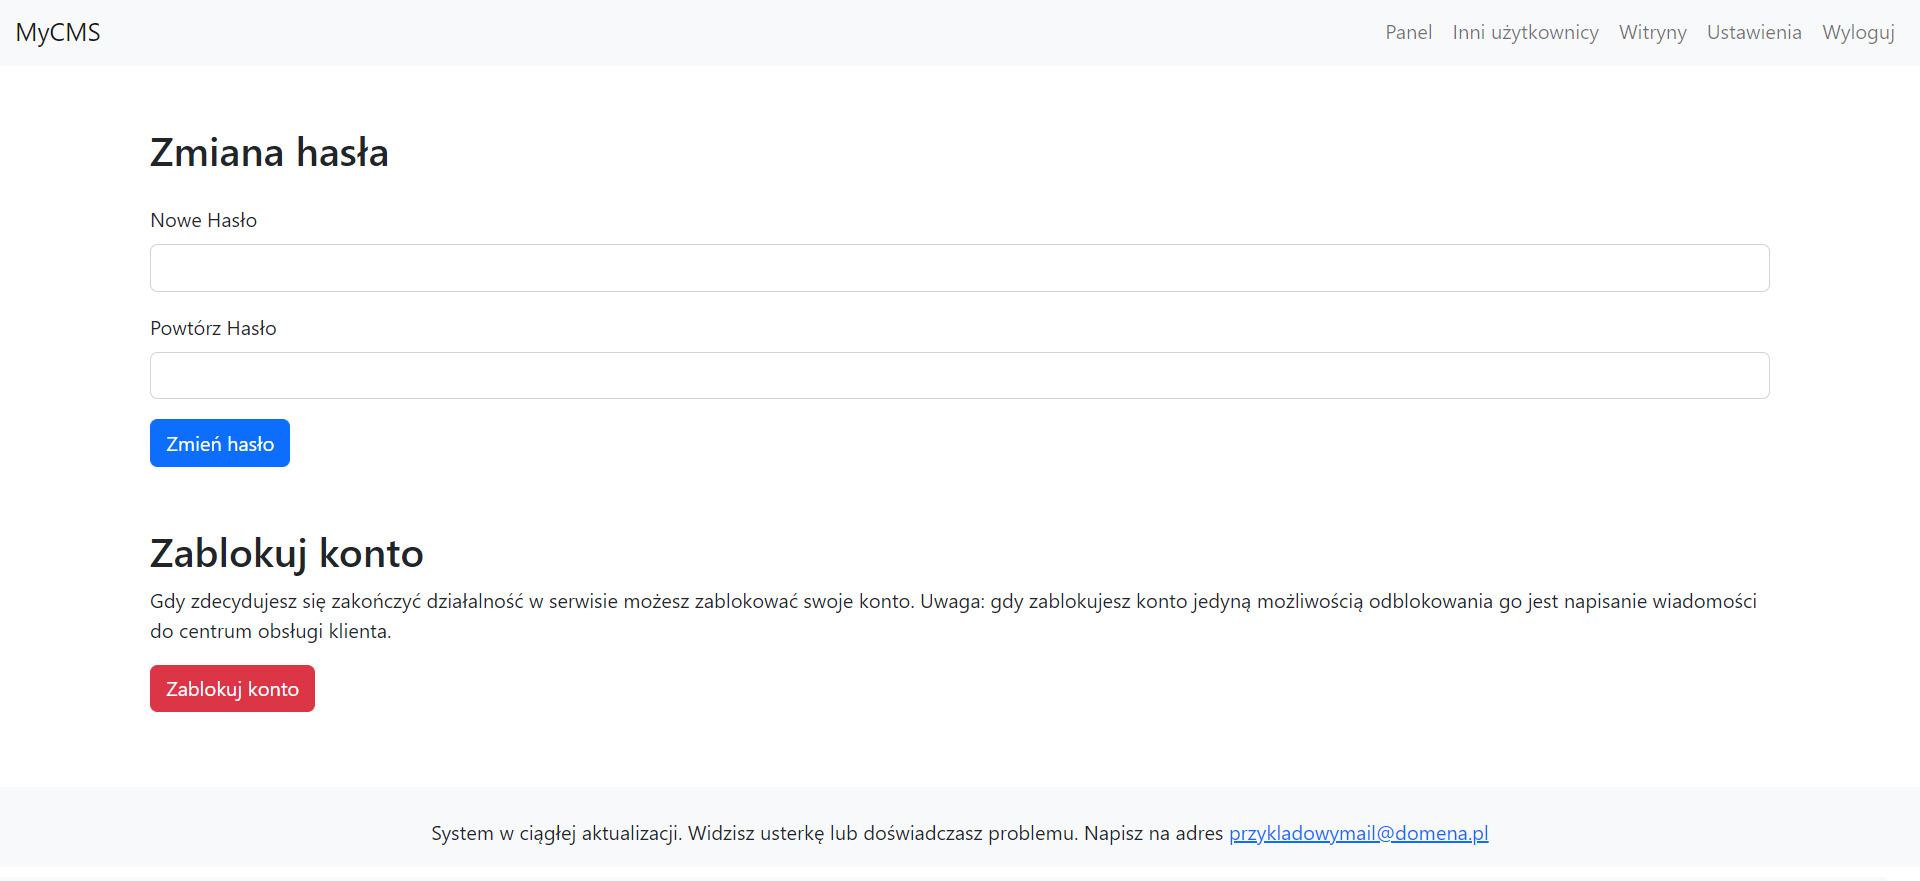 MyCMS Panel Inni użytkownicy Witryny Ustawienia Wyloguj
Zmiana hasła
Nowe Hasło
Powtórz Hasło
Zmień hasło
Zablokuj konto
Gdy zdecydujesz się zakończyć działalność w serwisie możesz zablokować swoje konto. Uwaga: gdy zablokujesz konto jedyną możliwością odblokowania go jest napisanie wiadomości
do centrum obsługi klienta.
Zablokuj konto
System w ciągłej aktualizacji. Widzisz usterkę lub doświadczasz problemu. Napisz na adres przykladowymail@domena.pl